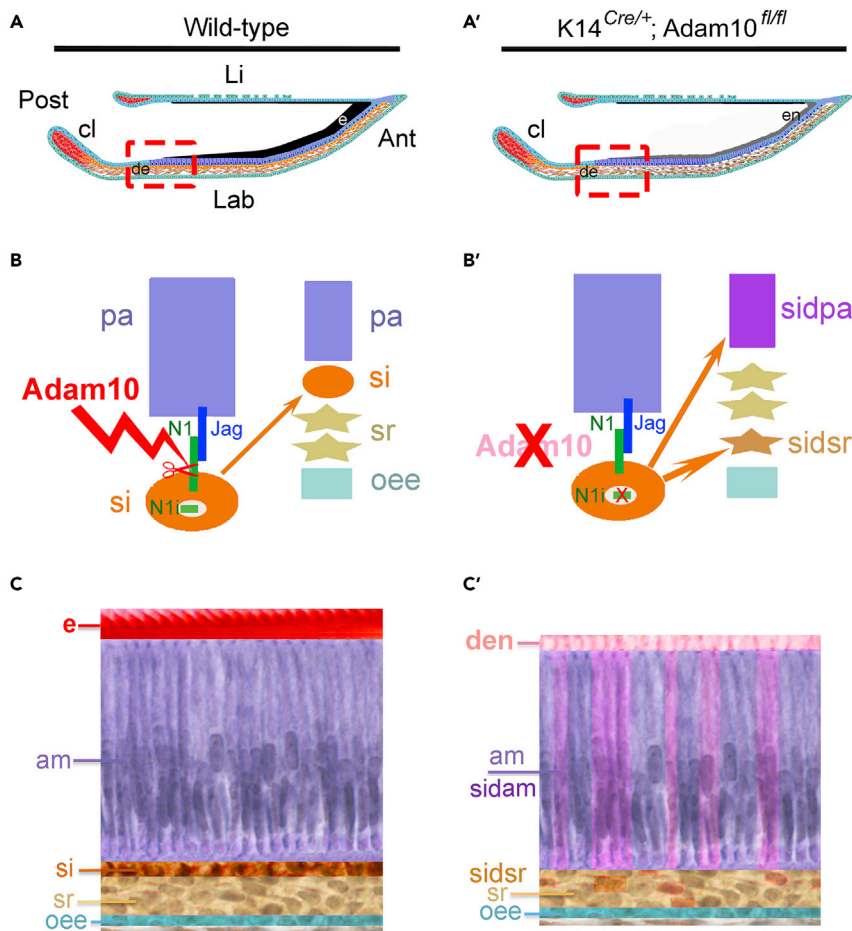 A
Wild-type
Li
Post
cl
e
Ant
de
Lab
A′
K14Cre/+; Adam10fl/fl
cl
en
de
B
pa
pa
Adam10
N1
Jag
si
sr
si
N1i
oee
B′
sidpa
N1
Jag
Adam10
X
sidsr
N1i
X
C
e
am
si
sr
oee
C′
den
am
sidam
sidsr
sr
oee